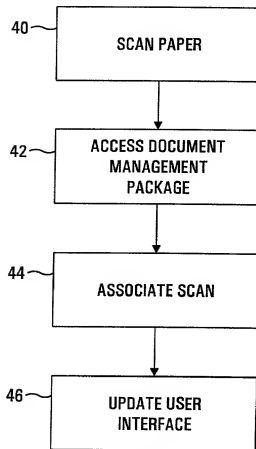 40
SCAN PAPER
42
ACCESS DOCUMENT
MANAGEMENT
PACKAGE
44
ASSOCIATE SCAN
46
UPDATE USER
INTERFACE